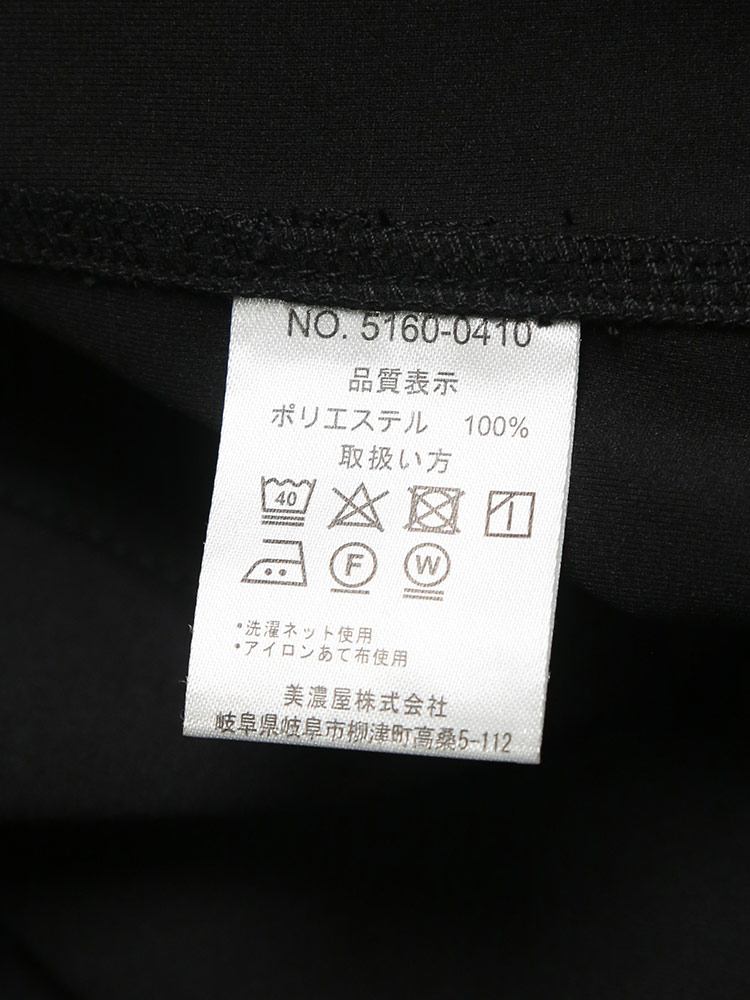 NO. 5160-0410
品質表示
ポリエステル 100%
取扱い方
40
F W
•洗濯ネット使用
•アイロンあて布使用
美濃屋株式会社
岐阜県岐阜市柳津町高桑5-112